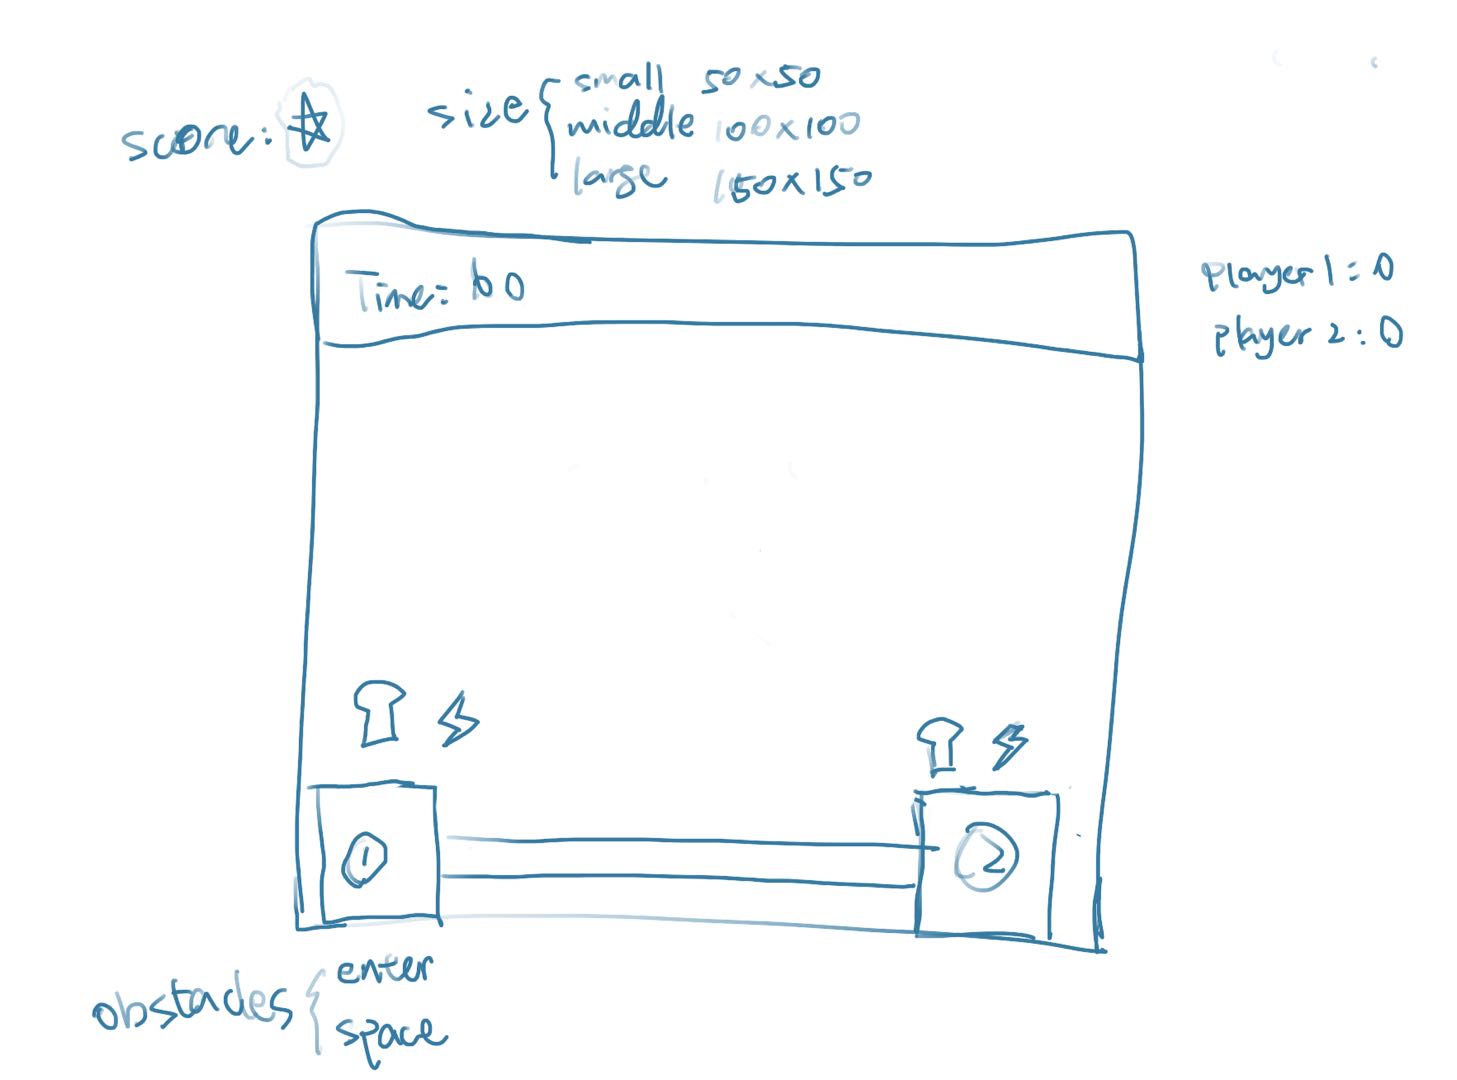 small 50x50
score: size middle 100x100
large 150x150
Time: 60
Player 1: 0
player 2: 0
1 2
obstacles enter
space